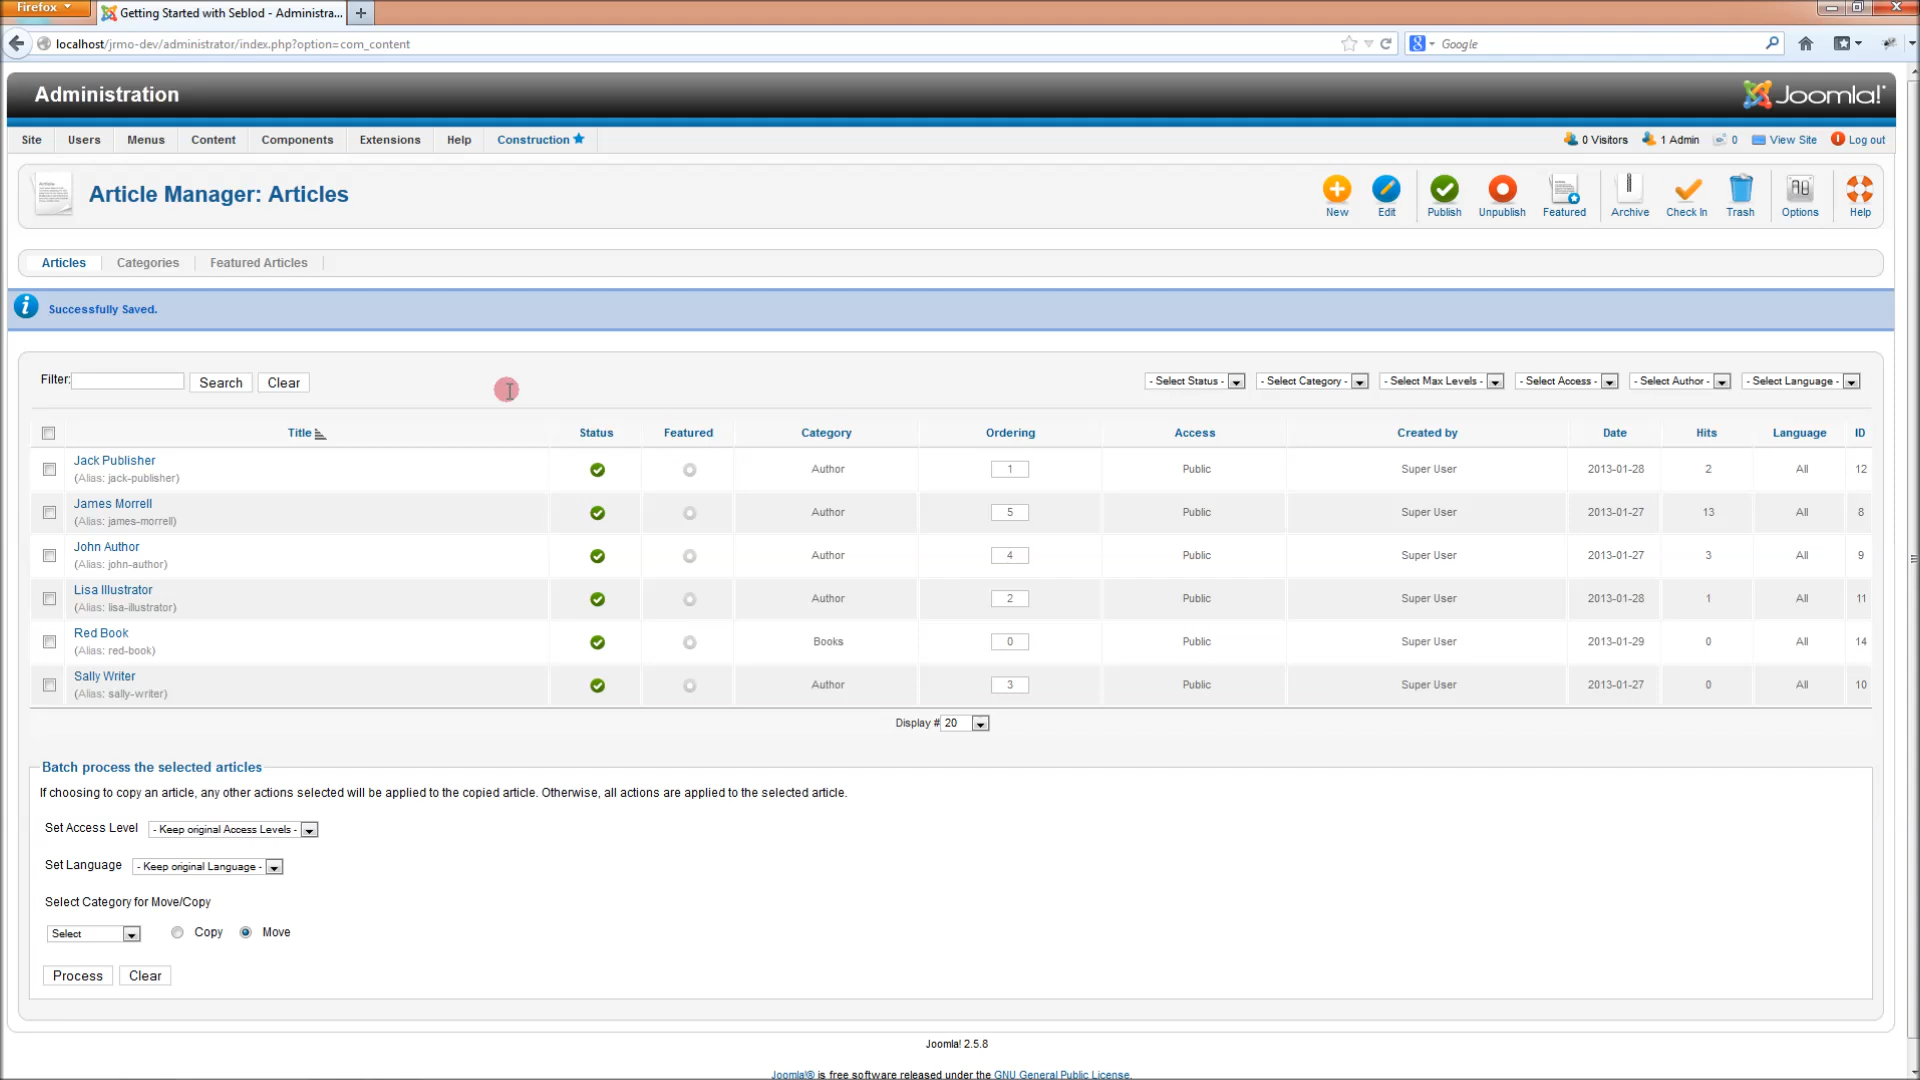 Firefox
Getting Started with Seblod - Administra...
localhost/jrmo-dev/administrator/index.php?option=com_content
Google
Administration
Joomla!
Site Users Menus Content Components Extensions Help Construction
0 Visitors 1 Admin 0 View Site Log out
Article Manager: Articles
New Edit Publish Unpublish Featured Archive Check In Trash Options Help
Articles Categories Featured Articles
Successfully Saved.
Filter: Search Clear
- Select Status - - Select Category - - Select Max Levels - - Select Access - - Select Author - - Select Language -
Title Status Featured Category Ordering Access Created by Date Hits Language ID
Jack Publisher
(Alias: jack-publisher)
Author 1 Public Super User 2013-01-28 2 All 12
James Morrell
(Alias: james-morrell)
Author 5 Public Super User 2013-01-27 13 All 8
John Author
(Alias: john-author)
Author 4 Public Super User 2013-01-27 3 All 9
Lisa Illustrator
(Alias: lisa-illustrator)
Author 2 Public Super User 2013-01-28 1 All 11
Red Book
(Alias: red-book)
Books 0 Public Super User 2013-01-29 0 All 14
Sally Writer
(Alias: sally-writer)
Author 3 Public Super User 2013-01-27 0 All 10
Display # 20
Batch process the selected articles
If choosing to copy an article, any other actions selected will be applied to the copied article. Otherwise, all actions are applied to the selected article.
Set Access Level - Keep original Access Levels -
Set Language - Keep original Language -
Select Category for Move/Copy
Select Copy Move
Process Clear
Joomla! 2.5.8
Joomla!® is free software released under the GNU General Public License.